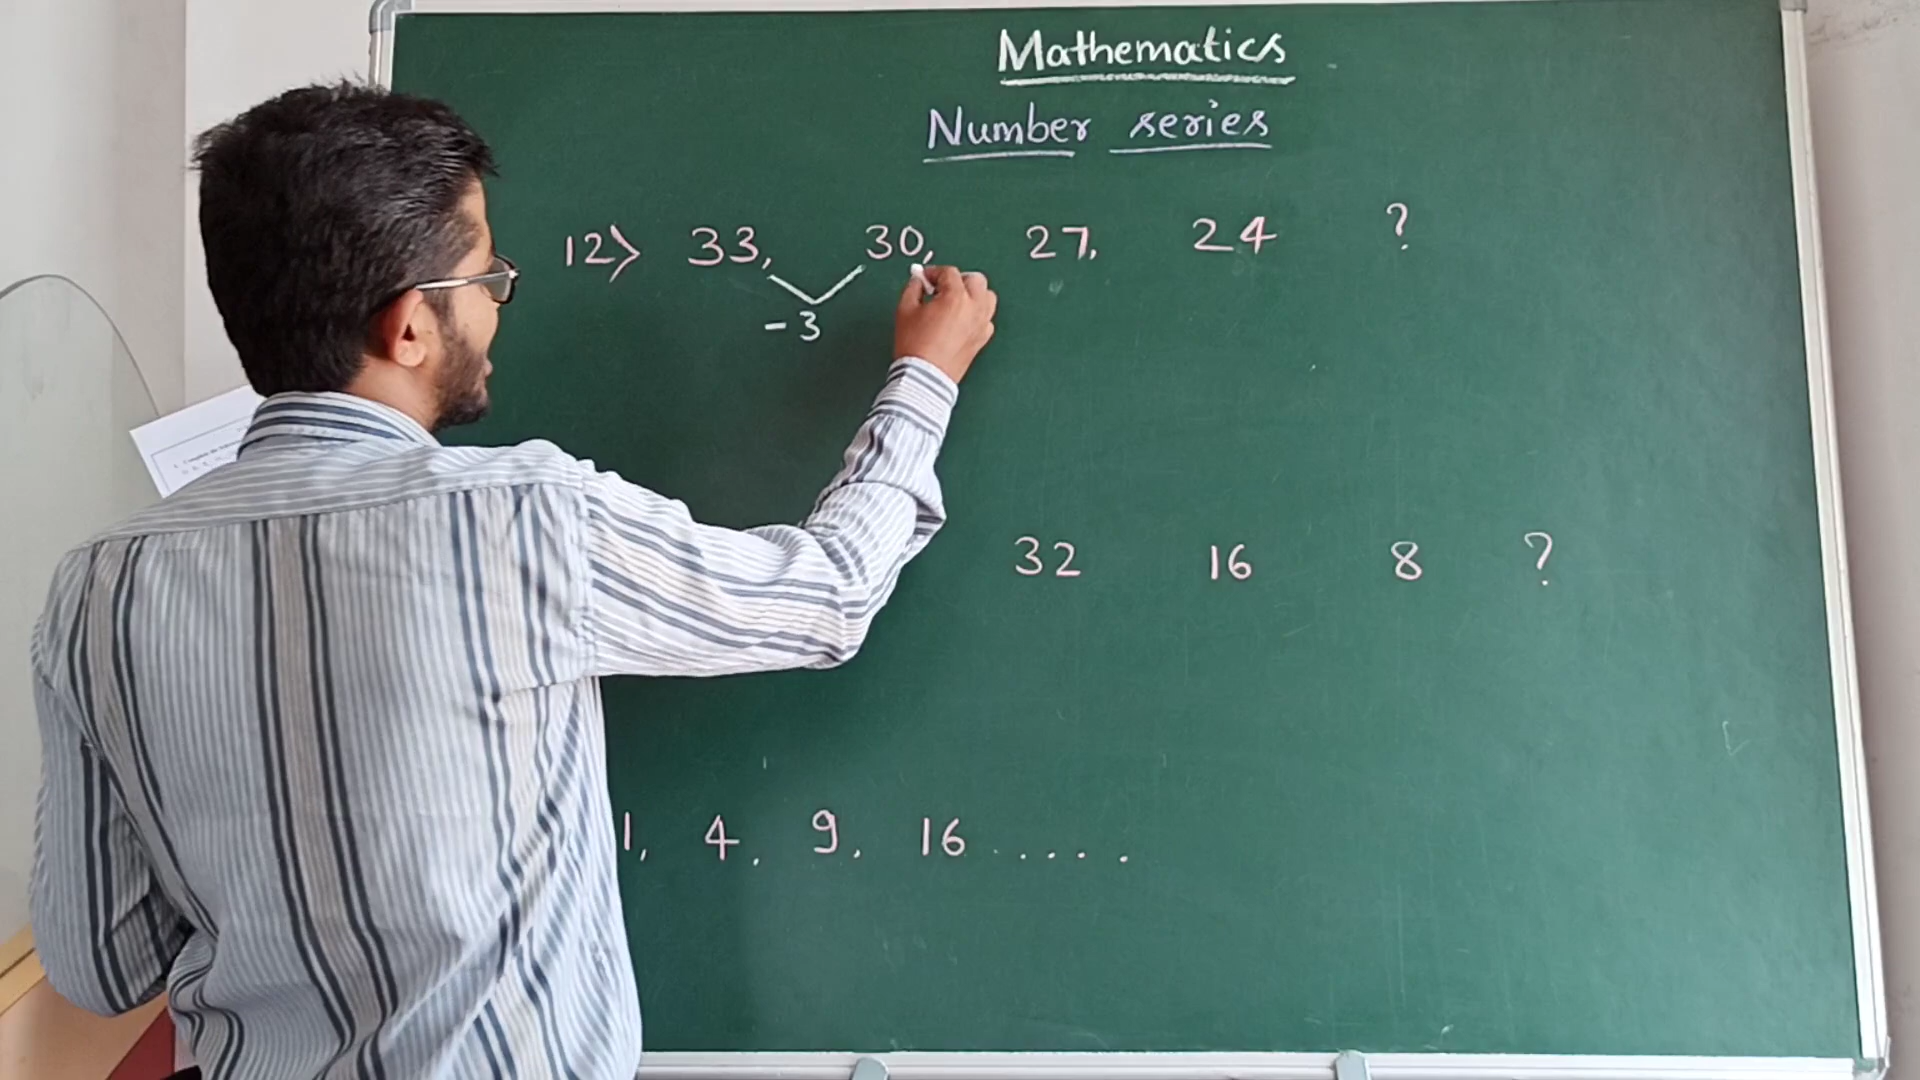 Mathematics
Number series
12) 33, 30, 27, 24 ?
-3
32 16 8 ?
1, 4, 9, 16 .....